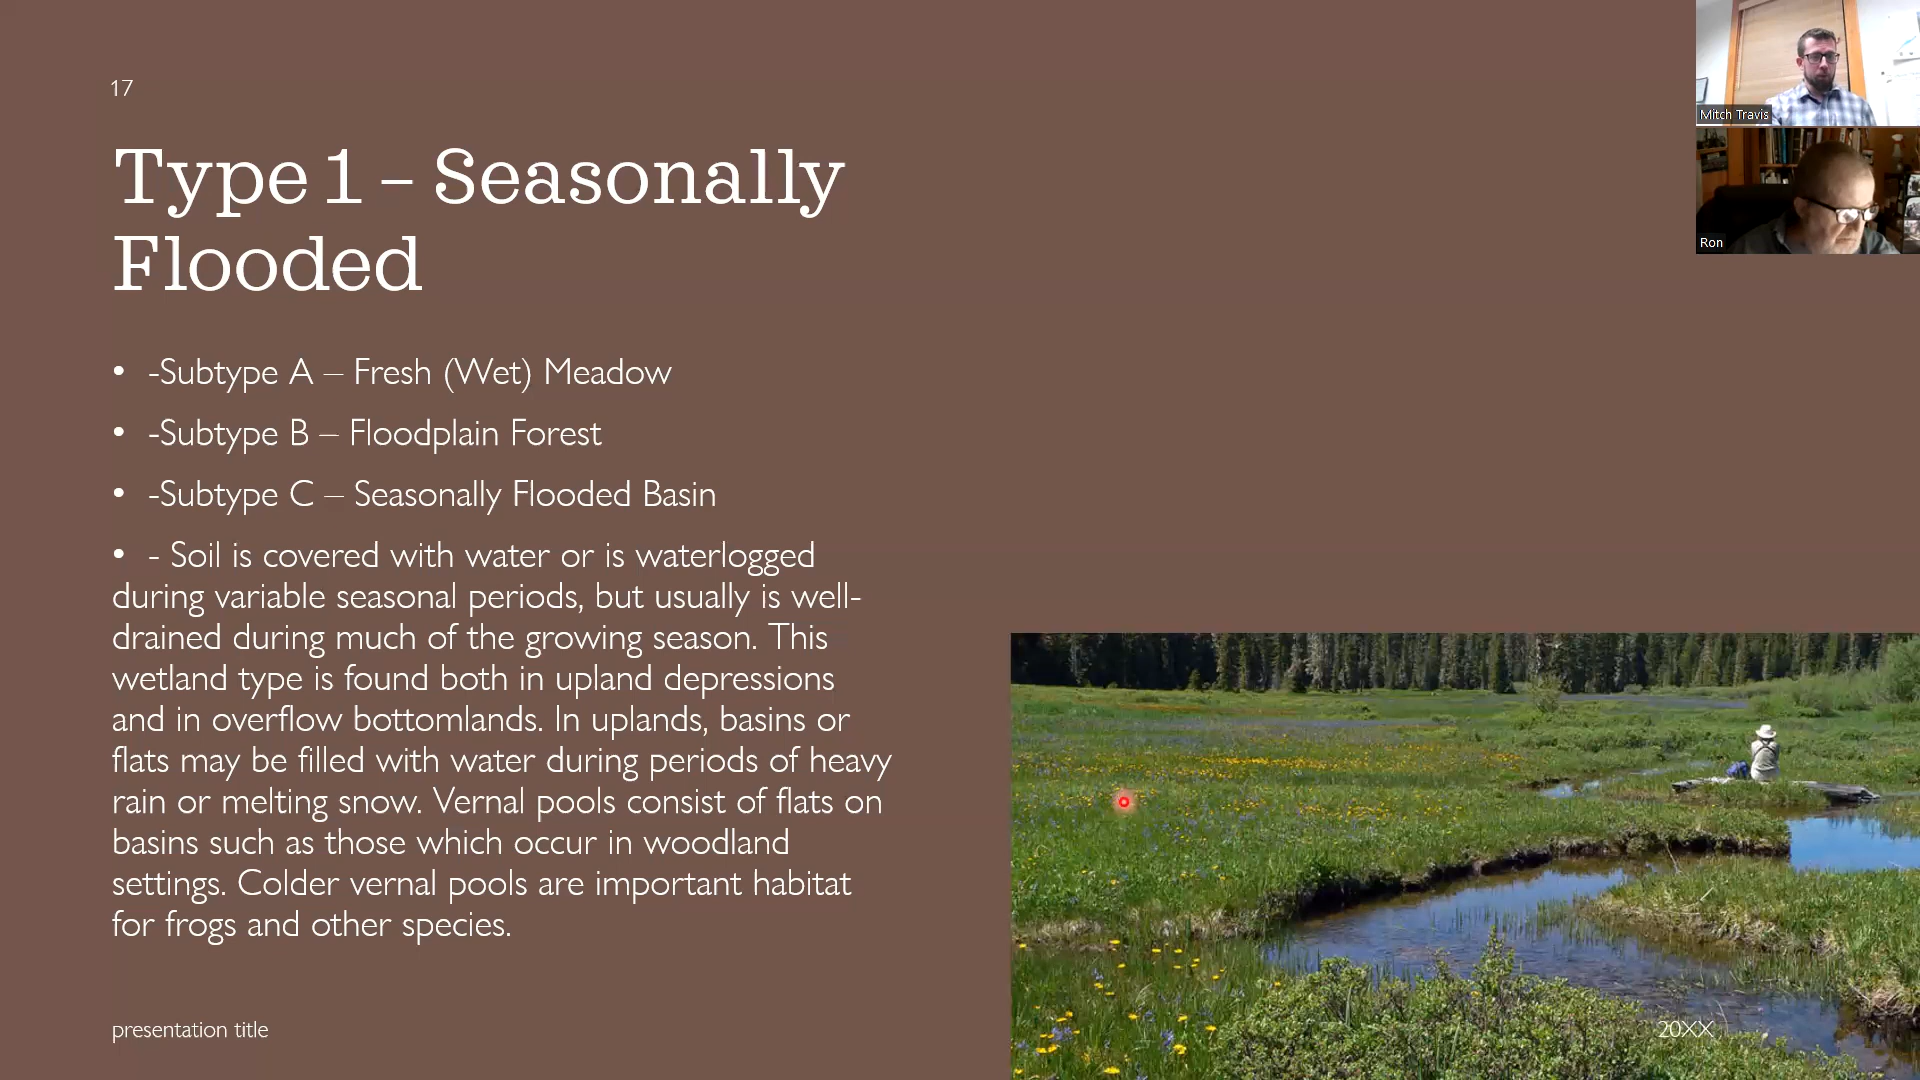 17
Type 1 – Seasonally
Flooded
• -Subtype A – Fresh (Wet) Meadow
• -Subtype B – Floodplain Forest
• -Subtype C – Seasonally Flooded Basin
• - Soil is covered with water or is waterlogged
during variable seasonal periods, but usually is well-
drained during much of the growing season. This
wetland type is found both in upland depressions
and in overflow bottomlands. In uplands, basins or
flats may be filled with water during periods of heavy
rain or melting snow. Vernal pools consist of flats on
basins such as those which occur in woodland
settings. Colder vernal pools are important habitat
for frogs and other species.
presentation title
20XX
Mitch Travis
Ron